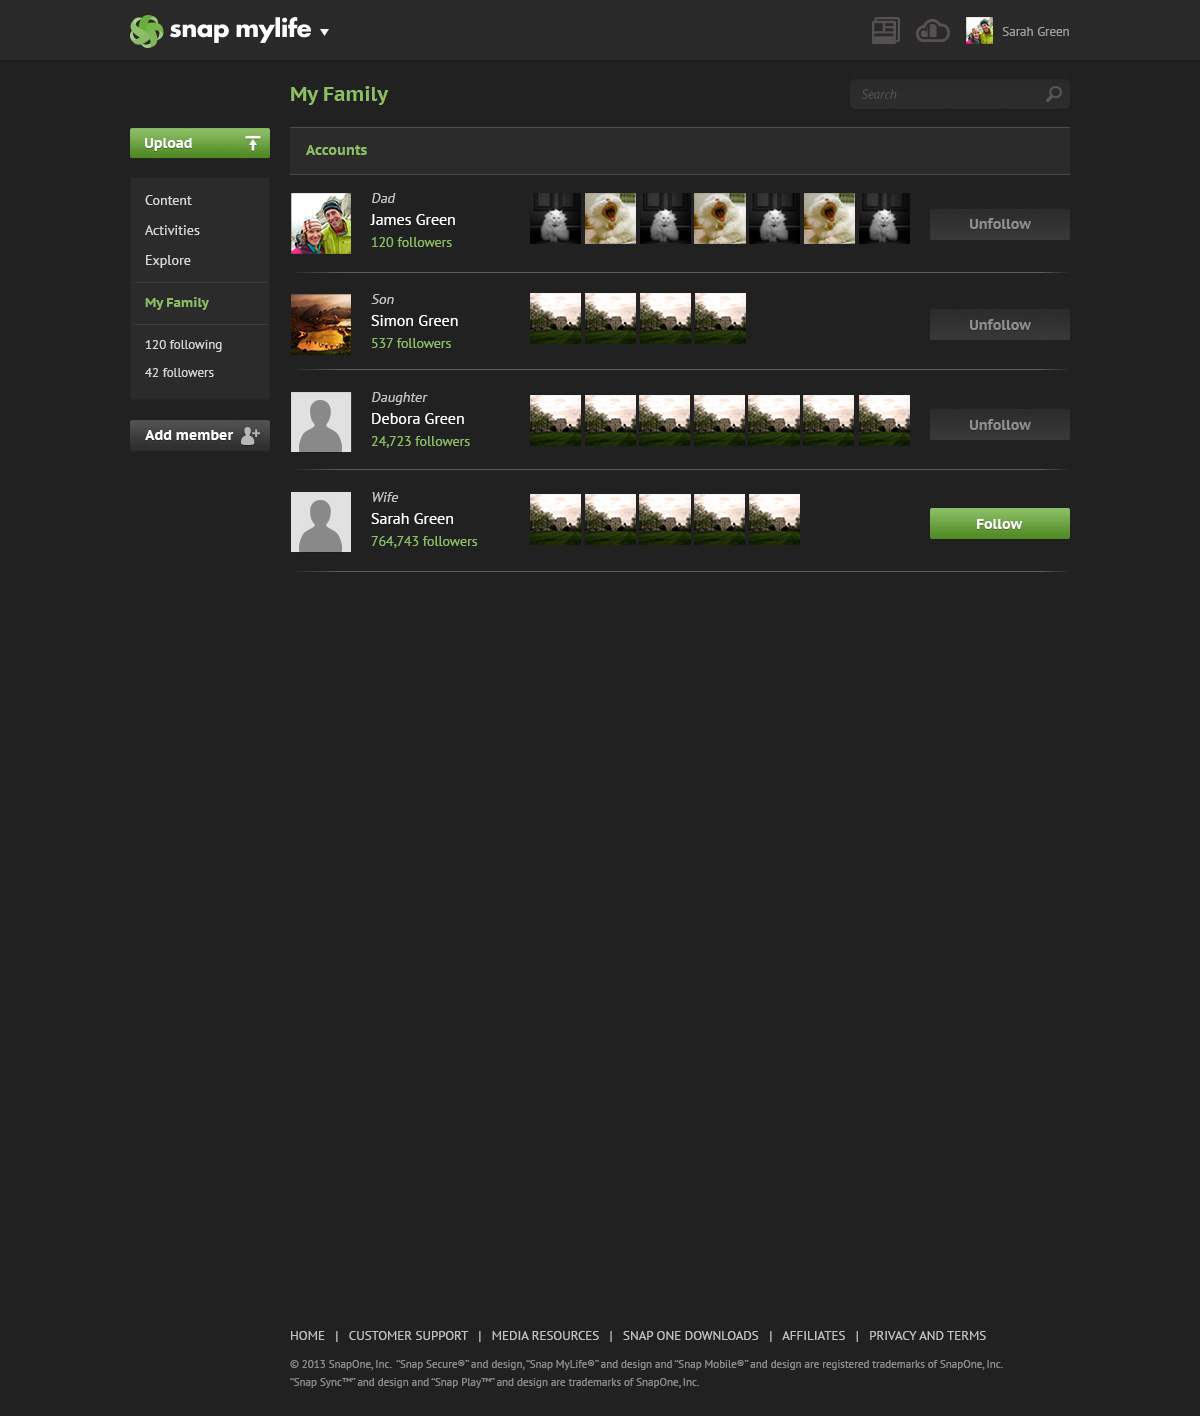 snap mylife
Sarah Green
My Family
Search
Upload
Accounts
Content
Activities
Explore
My Family
120 following
42 followers
Add member
Dad
James Green
120 followers
Unfollow
Son
Simon Green
537 followers
Unfollow
Daughter
Debora Green
24,723 followers
Unfollow
Wife
Sarah Green
764,743 followers
Follow
HOME | CUSTOMER SUPPORT | MEDIA RESOURCES | SNAP ONE DOWNLOADS | AFFILIATES | PRIVACY AND TERMS
© 2013 SnapOne, Inc. “Snap Secure®” and design, “Snap MyLife®” and design and “Snap Mobile®” and design are registered trademarks of SnapOne, Inc.
“Snap Sync™” and design and “Snap Play™” and design are trademarks of SnapOne, Inc.